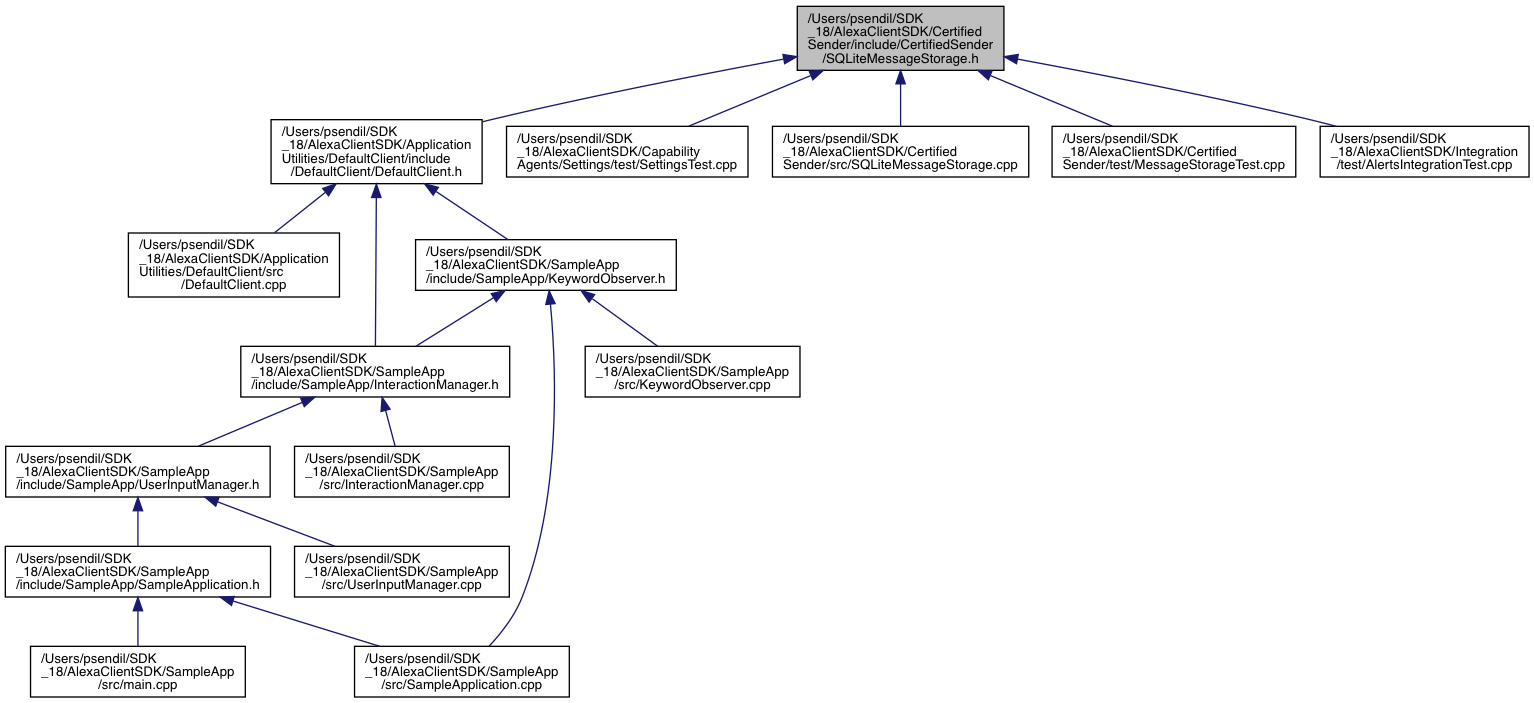 /Users/psendil/SDK
_18/AlexaClientSDK/Certified
Sender/include/CertifiedSender
/SQLiteMessageStorage.h
/Users/psendil/SDK
_18/AlexaClientSDK/Application
Utilities/DefaultClient/include
/DefaultClient/DefaultClient.h
/Users/psendil/SDK
_18/AlexaClientSDK/Capability
Agents/Settings/test/SettingsTest.cpp
/Users/psendil/SDK
_18/AlexaClientSDK/Certified
Sender/src/SQLiteMessageStorage.cpp
/Users/psendil/SDK
_18/AlexaClientSDK/Certified
Sender/test/MessageStorageTest.cpp
/Users/psendil/SDK
_18/AlexaClientSDK/Integration
/test/AlertsIntegrationTest.cpp
/Users/psendil/SDK
_18/AlexaClientSDK/Application
Utilities/DefaultClient/src
/DefaultClient.cpp
/Users/psendil/SDK
_18/AlexaClientSDK/SampleApp
/include/SampleApp/KeywordObserver.h
/Users/psendil/SDK
_18/AlexaClientSDK/SampleApp
/include/SampleApp/InteractionManager.h
/Users/psendil/SDK
_18/AlexaClientSDK/SampleApp
/src/KeywordObserver.cpp
/Users/psendil/SDK
_18/AlexaClientSDK/SampleApp
/include/SampleApp/UserInputManager.h
/Users/psendil/SDK
_18/AlexaClientSDK/SampleApp
/src/InteractionManager.cpp
/Users/psendil/SDK
_18/AlexaClientSDK/SampleApp
/include/SampleApp/SampleApplication.h
/Users/psendil/SDK
_18/AlexaClientSDK/SampleApp
/src/UserInputManager.cpp
/Users/psendil/SDK
_18/AlexaClientSDK/SampleApp
/src/main.cpp
/Users/psendil/SDK
_18/AlexaClientSDK/SampleApp
/src/SampleApplication.cpp